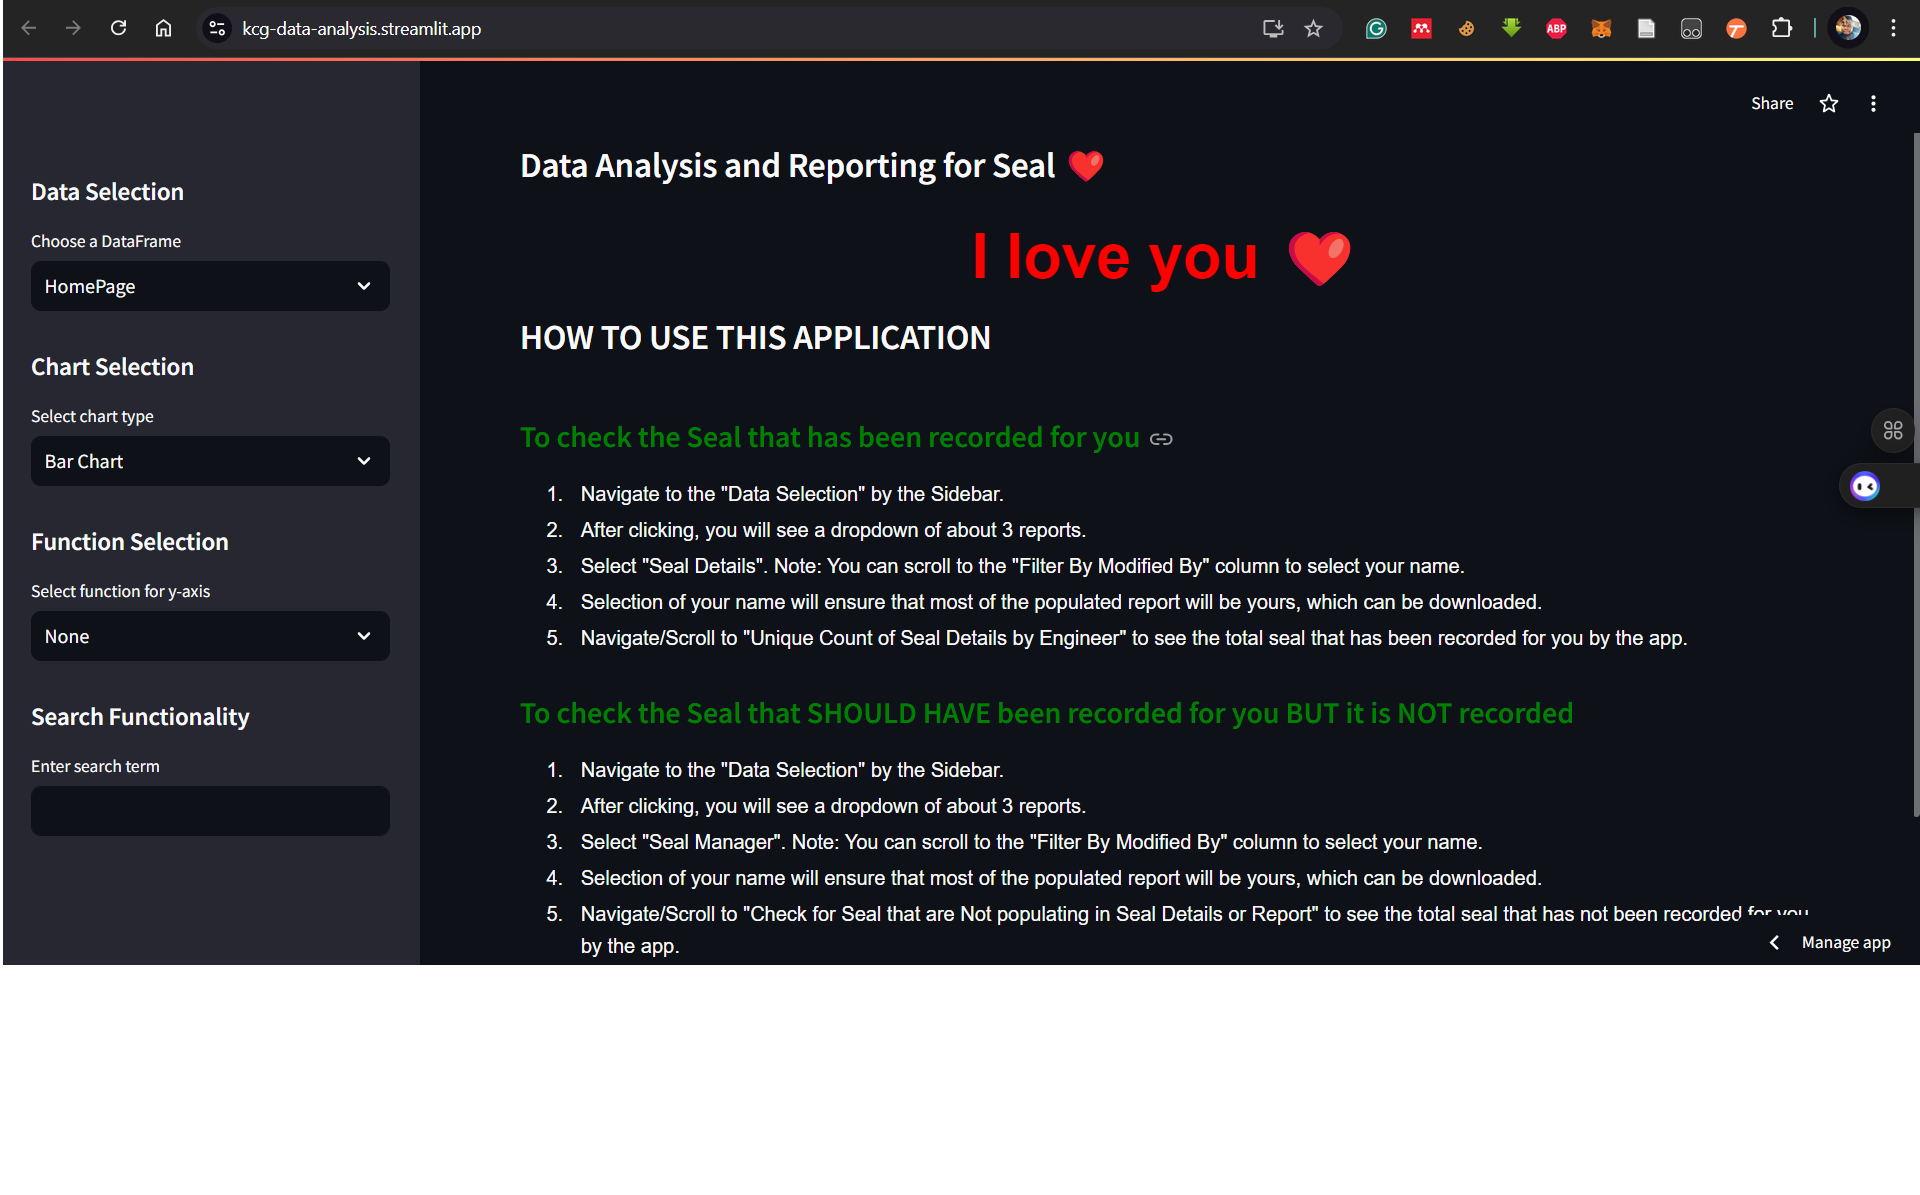 kcg-data-analysis.streamlit.app
ABP
Share
Data Selection
Choose a DataFrame
HomePage
Chart Selection
Select chart type
Bar Chart
Function Selection
Select function for y-axis
None
Search Functionality
Enter search term
Data Analysis and Reporting for Seal ❤️
I love you ❤️
HOW TO USE THIS APPLICATION
To check the Seal that has been recorded for you
1. Navigate to the "Data Selection" by the Sidebar.
2. After clicking, you will see a dropdown of about 3 reports.
3. Select "Seal Details". Note: You can scroll to the "Filter By Modified By" column to select your name.
4. Selection of your name will ensure that most of the populated report will be yours, which can be downloaded.
5. Navigate/Scroll to "Unique Count of Seal Details by Engineer" to see the total seal that has been recorded for you by the app.
To check the Seal that SHOULD HAVE been recorded for you BUT it is NOT recorded
1. Navigate to the "Data Selection" by the Sidebar.
2. After clicking, you will see a dropdown of about 3 reports.
3. Select "Seal Manager". Note: You can scroll to the "Filter By Modified By" column to select your name.
4. Selection of your name will ensure that most of the populated report will be yours, which can be downloaded.
5. Navigate/Scroll to "Check for Seal that are Not populating in Seal Details or Report" to see the total seal that has not been recorded for you
by the app.
Manage app